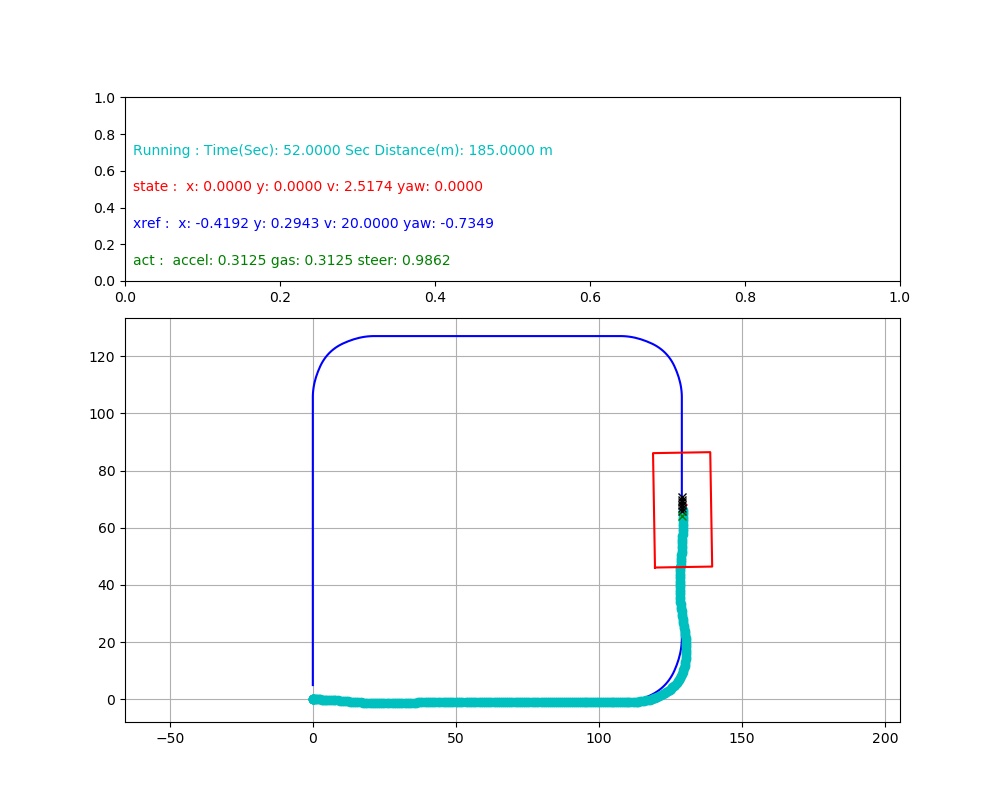 1.0
0.8
Running : Time(Sec): 52.0000 Sec Distance(m): 185.0000 m
0.6
state :  x: 0.0000 y: 0.0000 v: 2.5174 yaw: 0.0000
0.4
xref :  x: -0.4192 y: 0.2943 v: 20.0000 yaw: -0.7349
0.2
act :  accel: 0.3125 gas: 0.3125 steer: 0.9862
0.0
0.0 0.2 0.4 0.6 0.8 1.0
120
100
80
60
40
20
0
−50 0 50 100 150 200